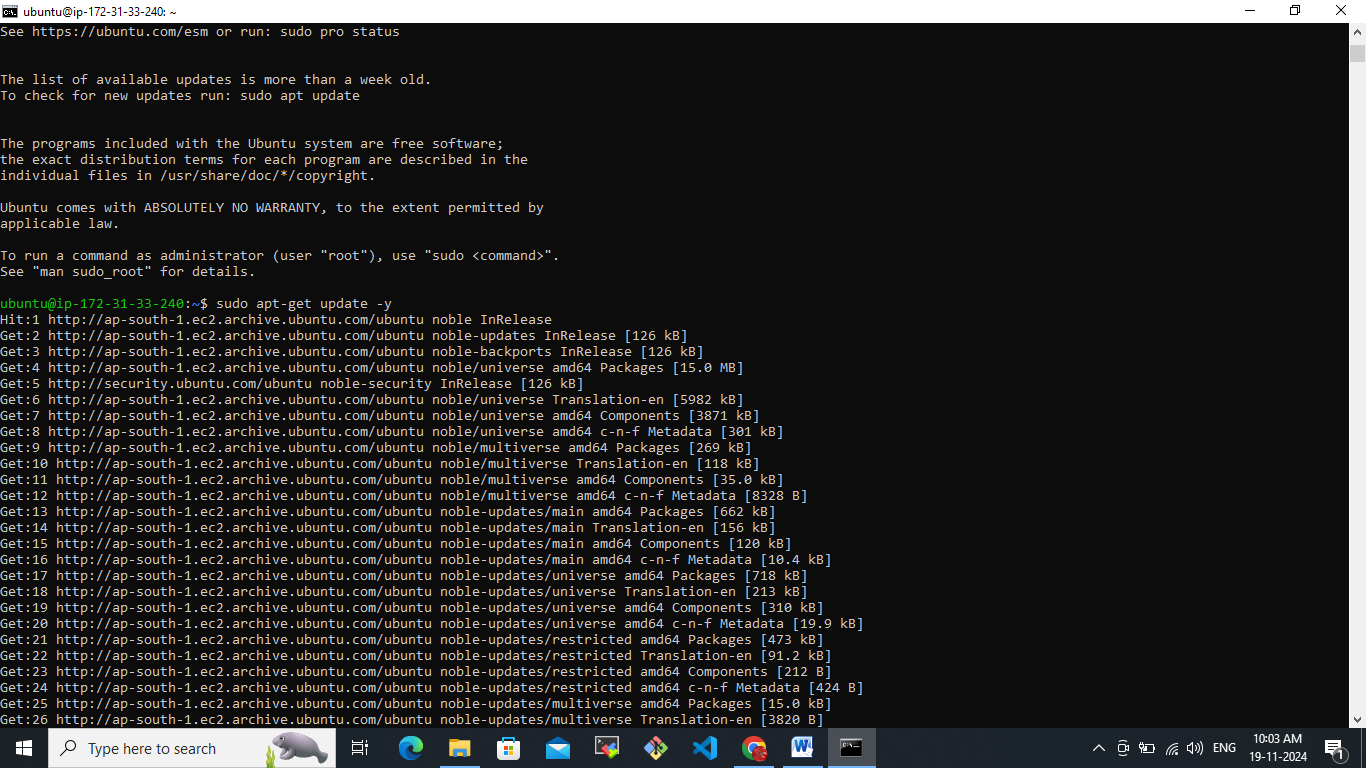 ubuntu@ip-172-31-33-240: ~
See https://ubuntu.com/esm or run: sudo pro status
The list of available updates is more than a week old.
To check for new updates run: sudo apt update
The programs included with the Ubuntu system are free software;
the exact distribution terms for each program are described in the
individual files in /usr/share/doc/*/copyright.
Ubuntu comes with ABSOLUTELY NO WARRANTY, to the extent permitted by
applicable law.
To run a command as administrator (user "root"), use "sudo <command>".
See "man sudo_root" for details.
ubuntu@ip-172-31-33-240:~$ sudo apt-get update -y
Hit:1 http://ap-south-1.ec2.archive.ubuntu.com/ubuntu noble InRelease
Get:2 http://ap-south-1.ec2.archive.ubuntu.com/ubuntu noble-updates InRelease [126 kB]
Get:3 http://ap-south-1.ec2.archive.ubuntu.com/ubuntu noble-backports InRelease [126 kB]
Get:4 http://ap-south-1.ec2.archive.ubuntu.com/ubuntu noble/universe amd64 Packages [15.0 MB]
Get:5 http://security.ubuntu.com/ubuntu noble-security InRelease [126 kB]
Get:6 http://ap-south-1.ec2.archive.ubuntu.com/ubuntu noble/universe Translation-en [5982 kB]
Get:7 http://ap-south-1.ec2.archive.ubuntu.com/ubuntu noble/universe amd64 Components [3871 kB]
Get:8 http://ap-south-1.ec2.archive.ubuntu.com/ubuntu noble/universe amd64 c-n-f Metadata [301 kB]
Get:9 http://ap-south-1.ec2.archive.ubuntu.com/ubuntu noble/multiverse amd64 Packages [269 kB]
Get:10 http://ap-south-1.ec2.archive.ubuntu.com/ubuntu noble/multiverse Translation-en [118 kB]
Get:11 http://ap-south-1.ec2.archive.ubuntu.com/ubuntu noble/multiverse amd64 Components [35.0 kB]
Get:12 http://ap-south-1.ec2.archive.ubuntu.com/ubuntu noble/multiverse amd64 c-n-f Metadata [8328 B]
Get:13 http://ap-south-1.ec2.archive.ubuntu.com/ubuntu noble-updates/main amd64 Packages [662 kB]
Get:14 http://ap-south-1.ec2.archive.ubuntu.com/ubuntu noble-updates/main Translation-en [156 kB]
Get:15 http://ap-south-1.ec2.archive.ubuntu.com/ubuntu noble-updates/main amd64 Components [120 kB]
Get:16 http://ap-south-1.ec2.archive.ubuntu.com/ubuntu noble-updates/main amd64 c-n-f Metadata [10.4 kB]
Get:17 http://ap-south-1.ec2.archive.ubuntu.com/ubuntu noble-updates/universe amd64 Packages [718 kB]
Get:18 http://ap-south-1.ec2.archive.ubuntu.com/ubuntu noble-updates/universe Translation-en [213 kB]
Get:19 http://ap-south-1.ec2.archive.ubuntu.com/ubuntu noble-updates/universe amd64 Components [310 kB]
Get:20 http://ap-south-1.ec2.archive.ubuntu.com/ubuntu noble-updates/universe amd64 c-n-f Metadata [19.9 kB]
Get:21 http://ap-south-1.ec2.archive.ubuntu.com/ubuntu noble-updates/restricted amd64 Packages [473 kB]
Get:22 http://ap-south-1.ec2.archive.ubuntu.com/ubuntu noble-updates/restricted Translation-en [91.2 kB]
Get:23 http://ap-south-1.ec2.archive.ubuntu.com/ubuntu noble-updates/restricted amd64 Components [212 B]
Get:24 http://ap-south-1.ec2.archive.ubuntu.com/ubuntu noble-updates/restricted amd64 c-n-f Metadata [424 B]
Get:25 http://ap-south-1.ec2.archive.ubuntu.com/ubuntu noble-updates/multiverse amd64 Packages [15.0 kB]
Get:26 http://ap-south-1.ec2.archive.ubuntu.com/ubuntu noble-updates/multiverse Translation-en [3820 B]
Type here to search
ENG
10:03 AM
19-11-2024
1